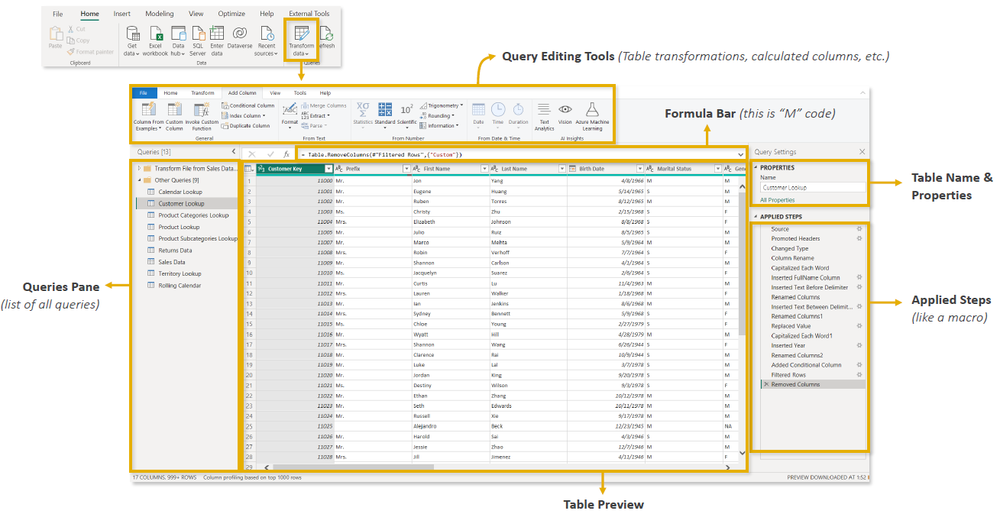 File Home Insert Modeling View Optimize Help External Tools
Paste
Cut
Copy
Format painter
Get data
Excel workbook
Data hub
SQL Server
Enter data
Dataverse
Recent sources
Transform data
refresh
Clipboard Data Queries
Query Editing Tools (Table transformations, calculated columns, etc.)
File Home Transform Add Column View Tools Help
Column From Examples
Custom Column
Invoke Custom Function
Conditional Column
Index Column
Duplicate Column
General
Format
Merge Columns
Extract
Parse
From Text
Statistics
Standard
Scientific
Trigonometry
Rounding
Information
From Number
Date
Time
Duration
From Date & Time
Text Analytics
Vision
Azure Machine Learning
AI Insights
Formula Bar (this is “M” code)
Queries [13]
= Table.RemoveColumns(#"Filtered Rows",{"Custom"})
Transform File from Sales Data...
Other Queries [9]
Calendar Lookup
Customer Lookup
Product Categories Lookup
Product Lookup
Product Subcategories Lookup
Returns Data
Sales Data
Territory Lookup
Rolling Calendar
Queries Pane
(list of all queries)
Customer Key Prefix First Name Last Name Birth Date Marital Status Gen
1 11000 Mr. Jon Yang 4/8/1966 M M
2 11001 Mr. Eugene Huang 5/14/1965 S M
3 11002 Mr. Ruben Torres 8/12/1965 M M
4 11003 Ms. Christy Zhu 2/15/1968 S F
5 11004 Mrs. Elizabeth Johnson 8/8/1968 S F
6 11005 Mr. Julio Ruiz 8/5/1965 S M
7 11007 Mr. Marco Mehta 5/9/1964 M M
8 11008 Mrs. Robin Verhoff 7/7/1964 S F
9 11009 Mr. Shannon Carlson 4/1/1964 S M
10 11010 Ms. Jacquelyn Suarez 2/6/1964 S F
11 11011 Mr. Curtis Lu 11/4/1963 M M
12 11012 Mrs. Lauren Walker 1/18/1968 M F
13 11013 Mr. Ian Jenkins 8/6/1968 M M
14 11014 Mrs. Sydney Bennett 5/9/1968 S F
15 11015 Ms. Chloe Young 2/27/1979 S F
16 11016 Mr. Wyatt Hill 4/28/1979 M M
17 11017 Mrs. Shannon Wang 6/26/1944 S F
18 11018 Mr. Clarence Rai 10/9/1944 S M
19 11019 Mr. Luke Lal 3/7/1978 S M
20 11020 Mr. Jordan King 9/20/1978 S M
21 11021 Ms. Destiny Wilson 9/3/1978 S F
22 11022 Mr. Ethan Zhang 10/12/1978 M M
23 11023 Mr. Seth Edwards 10/11/1978 M M
24 11024 Mr. Russell Xie 9/17/1978 M M
25 11025 Alejandro Beck 12/23/1945 M NA
26 11026 Mr. Harold Sai 4/3/1946 S M
27 11027 Mr. Jessie Zhao 12/7/1946 M M
28 11028 Mrs. Jill Jimenez 4/11/1946 M F
29
Query Settings
PROPERTIES
Name
Customer Lookup
All Properties
Table Name &
Properties
APPLIED STEPS
Source
Promoted Headers
Changed Type
Column Rename
Capitalized Each Word
Inserted FullName Column
Inserted Text Before Delimiter
Renamed Columns
Inserted Text Between Delimit...
Renamed Columns1
Replaced Value
Capitalized Each Word1
Inserted Year
Renamed Columns2
Added Conditional Column
Filtered Rows
Removed Columns
Applied Steps
(like a macro)
17 COLUMNS, 999+ ROWS Column profiling based on top 1000 rows
PREVIEW DOWNLOADED AT 1:52
Table Preview